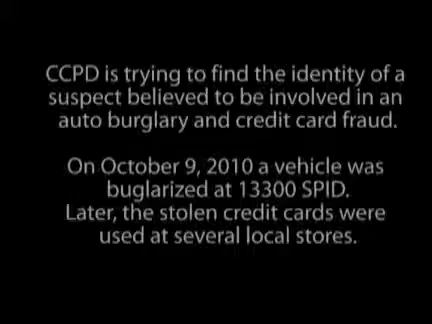 CCPD is trying to find the identity of a
suspect believed to be involved in an
auto burglary and credit card fraud.
On October 9, 2010 a vehicle was
buglarized at 13300 SPID.
Later, the stolen credit cards were
used at several local stores.